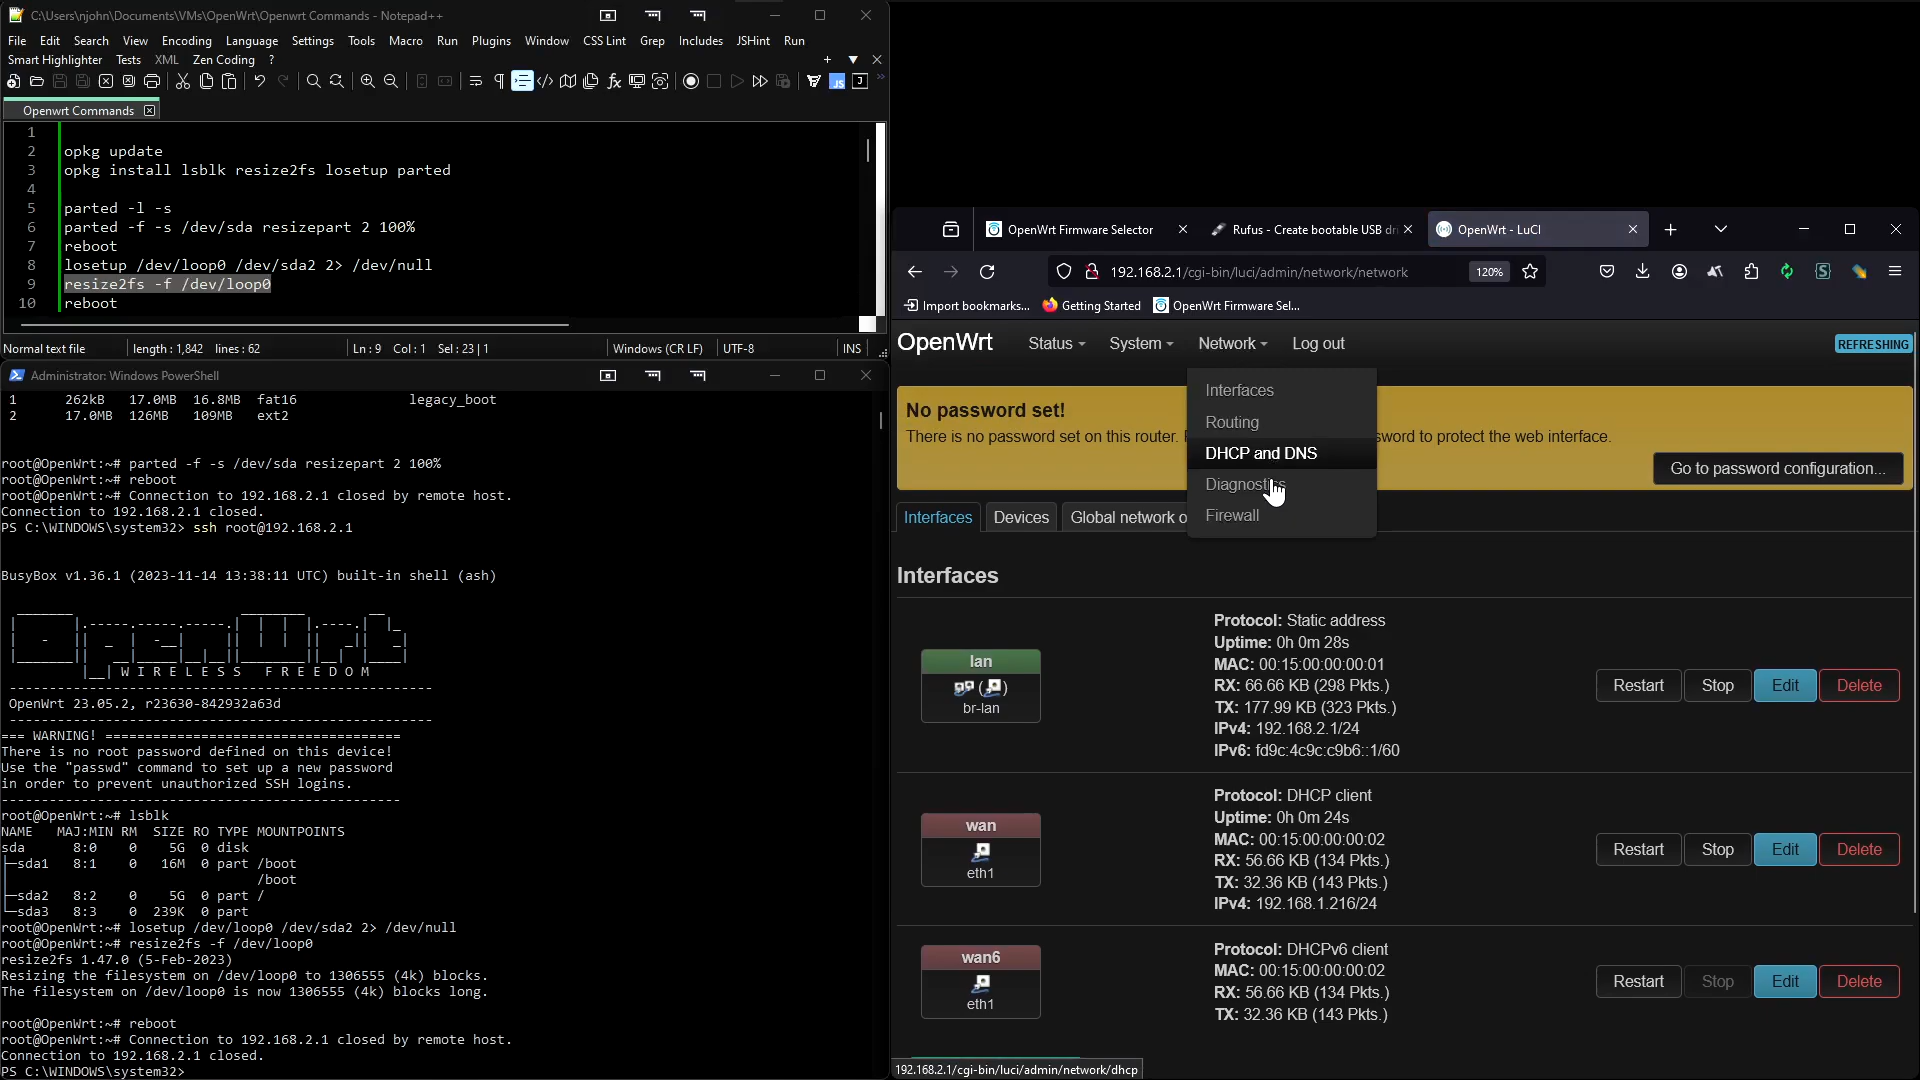 C:\Users\njohn\Documents\VMs\OpenWrt\Openwrt Commands - Notepad++
File Edit Search View Encoding Language Settings Tools Macro Run Plugins Window CSS Lint Grep Includes JSHint Run
Smart Highlighter Tests XML Zen Coding ?
Openwrt Commands
1
2 opkg update
3 opkg install lsblk resize2fs losetup parted
4
5 parted -l -s
6 parted -f -s /dev/sda resizepart 2 100%
7 reboot
8 losetup /dev/loop0 /dev/sda2 2> /dev/null
9 resize2fs -f /dev/loop0
10 reboot
Normal text file length : 1,842 lines : 62 Ln : 9 Col : 1 Sel : 23 | 1 Windows (CR LF) UTF-8 INS
Administrator: Windows PowerShell
1 262kB 17.0MB 16.8MB fat16 legacy_boot
2 17.0MB 126MB 109MB ext2
root@OpenWrt:~# parted -f -s /dev/sda resizepart 2 100%
root@OpenWrt:~# reboot
root@OpenWrt:~# Connection to 192.168.2.1 closed by remote host.
Connection to 192.168.2.1 closed.
PS C:\WINDOWS\system32> ssh root@192.168.2.1
BusyBox v1.36.1 (2023-11-14 13:38:11 UTC) built-in shell (ash)
OpenWrt
W I R E L E S S F R E E D O M
-----------------------------------------------------
OpenWrt 23.05.2, r23630-842932a63d
-----------------------------------------------------
=== WARNING! =====================================
There is no root password defined on this device!
Use the "passwd" command to set up a new password
in order to prevent unauthorized SSH logins.
--------------------------------------------------
root@OpenWrt:~# lsblk
NAME MAJ:MIN RM SIZE RO TYPE MOUNTPOINTS
sda 8:0 0 5G 0 disk
├─sda1 8:1 0 16M 0 part /boot
/boot
├─sda2 8:2 0 5G 0 part /
└─sda3 8:3 0 239K 0 part
root@OpenWrt:~# losetup /dev/loop0 /dev/sda2 2> /dev/null
root@OpenWrt:~# resize2fs -f /dev/loop0
resize2fs 1.47.0 (5-Feb-2023)
Resizing the filesystem on /dev/loop0 to 1306555 (4k) blocks.
The filesystem on /dev/loop0 is now 1306555 (4k) blocks long.
root@OpenWrt:~# reboot
root@OpenWrt:~# Connection to 192.168.2.1 closed by remote host.
Connection to 192.168.2.1 closed.
PS C:\WINDOWS\system32>
OpenWrt Firmware Selector Rufus - Create bootable USB dri OpenWrt - LuCI
192.168.2.1/cgi-bin/luci/admin/network/network 120%
Import bookmarks... Getting Started OpenWrt Firmware Sel...
OpenWrt Status System Network Log out REFRESHING
Interfaces
Routing
DHCP and DNS
Diagnostics
Firewall
No password set!
There is no password set on this router. sword to protect the web interface.
Go to password configuration...
Interfaces Devices Global network o
Interfaces
lan
br-lan
Protocol: Static address
Uptime: 0h 0m 28s
MAC: 00:15:00:00:00:01
RX: 66.66 KB (298 Pkts.)
TX: 177.99 KB (323 Pkts.)
IPv4: 192.168.2.1/24
IPv6: fd9c:4c9c:c9b6::1/60
Restart Stop Edit Delete
wan
eth1
Protocol: DHCP client
Uptime: 0h 0m 24s
MAC: 00:15:00:00:00:02
RX: 56.66 KB (134 Pkts.)
TX: 32.36 KB (143 Pkts.)
IPv4: 192.168.1.216/24
Restart Stop Edit Delete
wan6
eth1
Protocol: DHCPv6 client
MAC: 00:15:00:00:00:02
RX: 56.66 KB (134 Pkts.)
TX: 32.36 KB (143 Pkts.)
Restart Stop Edit Delete
192.168.2.1/cgi-bin/luci/admin/network/dhcp